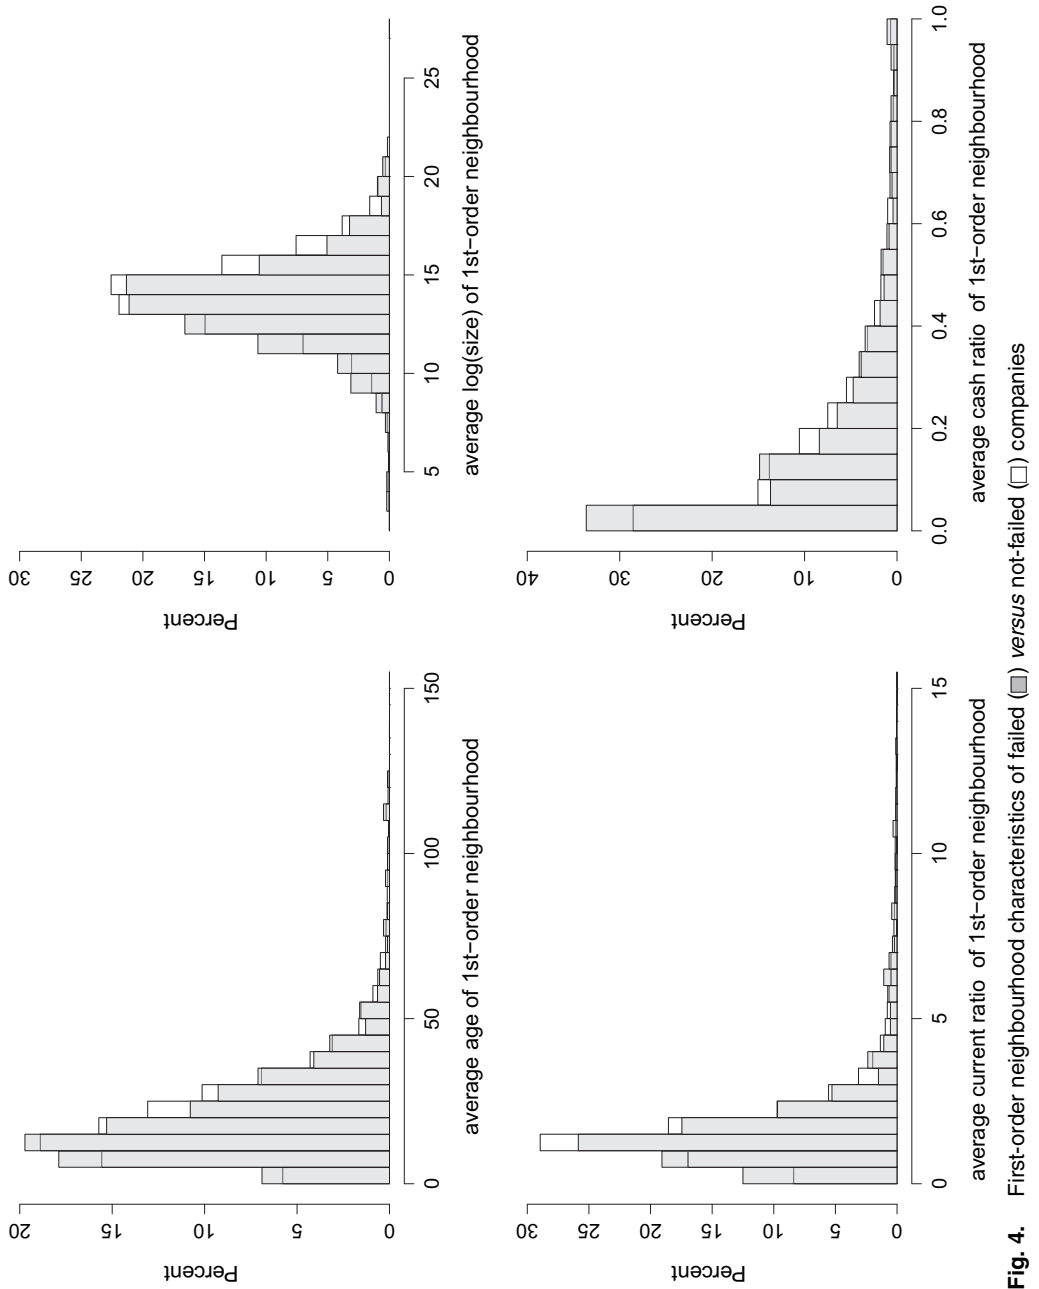 Percent
0 5 10 15 20
0 50 100 150
average age of 1st−order neighbourhood
Percent
0 5 10 15 20 25 30
5 10 15 20 25
average log(size) of 1st−order neighbourhood
Percent
0 5 10 15 20 25 30
0 5 10 15
average current ratio of 1st−order neighbourhood
Percent
0 10 20 30 40
0.0 0.2 0.4 0.6 0.8 1.0
average cash ratio of 1st−order neighbourhood
Fig. 4. First-order neighbourhood characteristics of failed (■) versus not-failed (□) companies